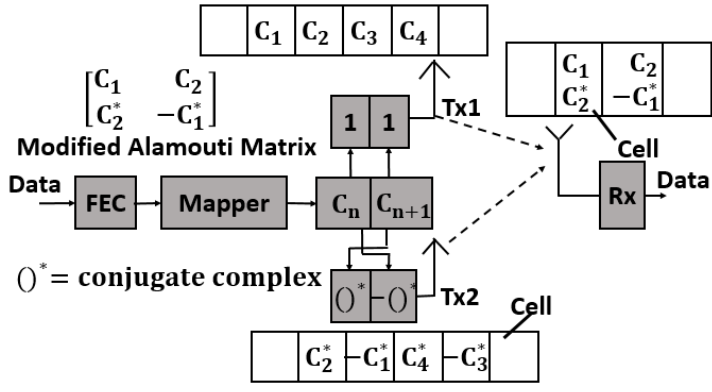 C₁ C₂ C₃ C₄
[C₁ C₂
C₂* −C₁*]
Modified Alamouti Matrix
C₁ C₂
C₂* −C₁*
Cell
Tx1
1 1
Data
FEC
Mapper
Cₙ Cₙ₊₁
Rx
Data
()* = conjugate complex
()* −()*
Tx2
Cell
C₂* −C₁* C₄* −C₃*